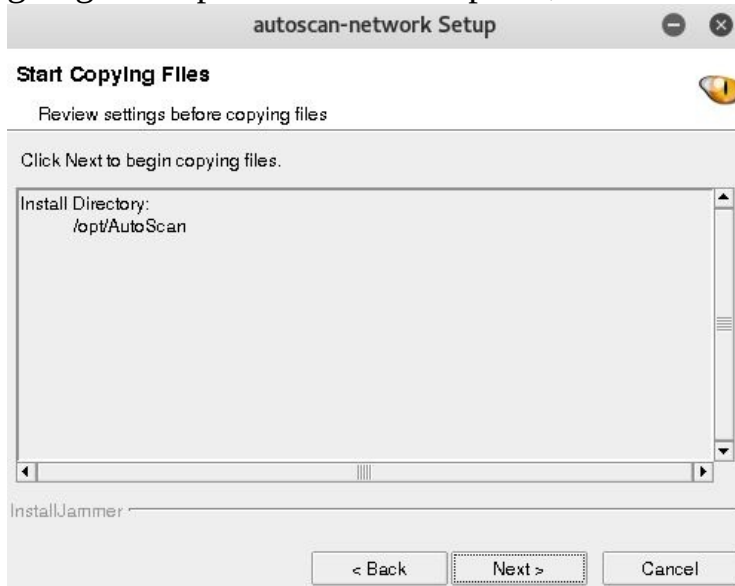 autoscan-network Setup
Start Copying Files
Review settings before copying files
Click Next to begin copying files.
Install Directory:
/opt/AutoScan
InstallJammer
< Back Next > Cancel